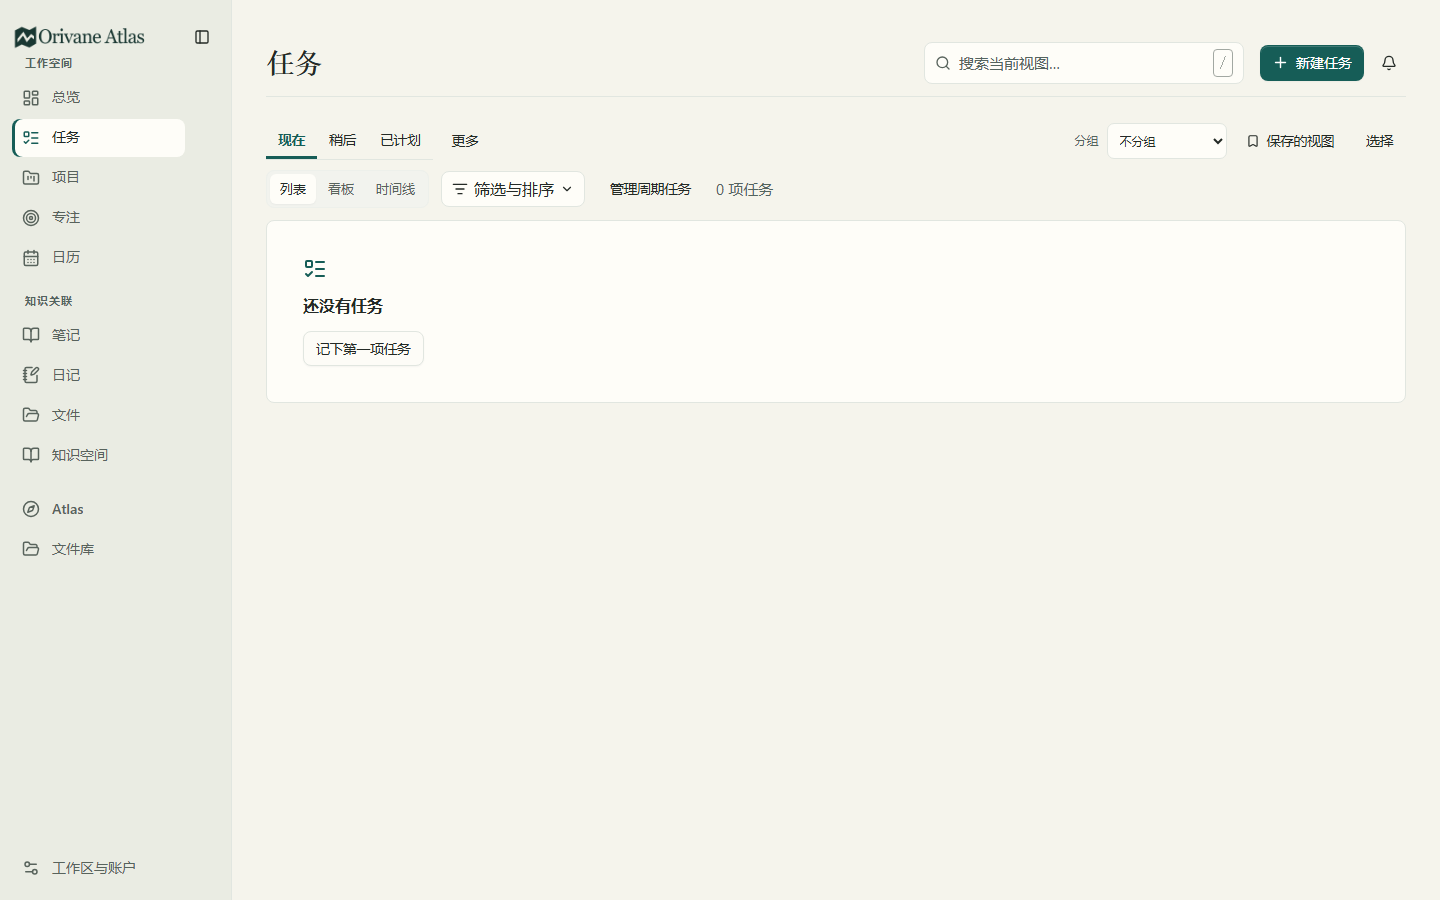 Orivane Atlas
工作空间
总览
任务
项目
专注
日历
知识关联
笔记
日记
文件
知识空间
Atlas
文件库
工作区与账户
任务
搜索当前视图... /
新建任务
现在 稍后 已计划 更多
分组 不分组 保存的视图 选择
列表 看板 时间线 筛选与排序 管理周期任务 0 项任务
还没有任务
记下第一项任务